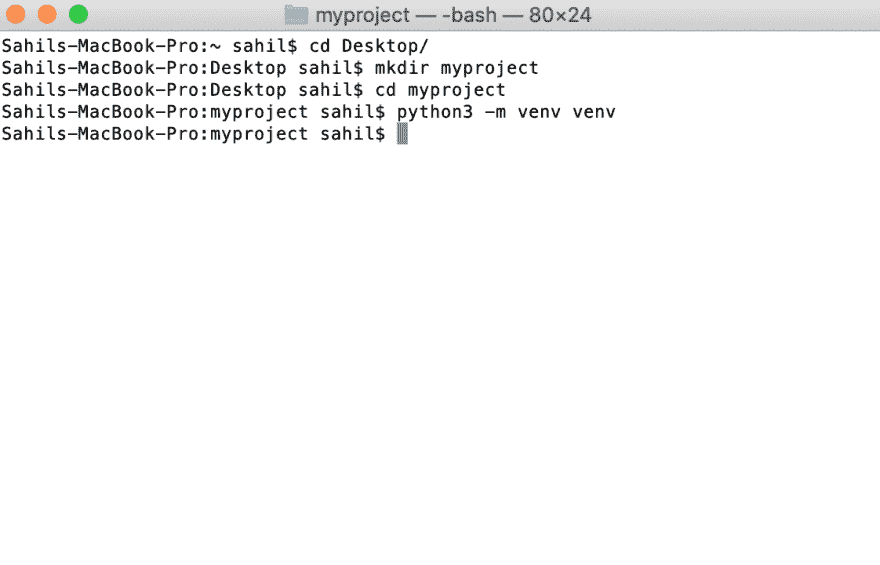 myproject — -bash — 80×24
Sahils-MacBook-Pro:~ sahil$ cd Desktop/
Sahils-MacBook-Pro:Desktop sahil$ mkdir myproject
Sahils-MacBook-Pro:Desktop sahil$ cd myproject
Sahils-MacBook-Pro:myproject sahil$ python3 -m venv venv
Sahils-MacBook-Pro:myproject sahil$